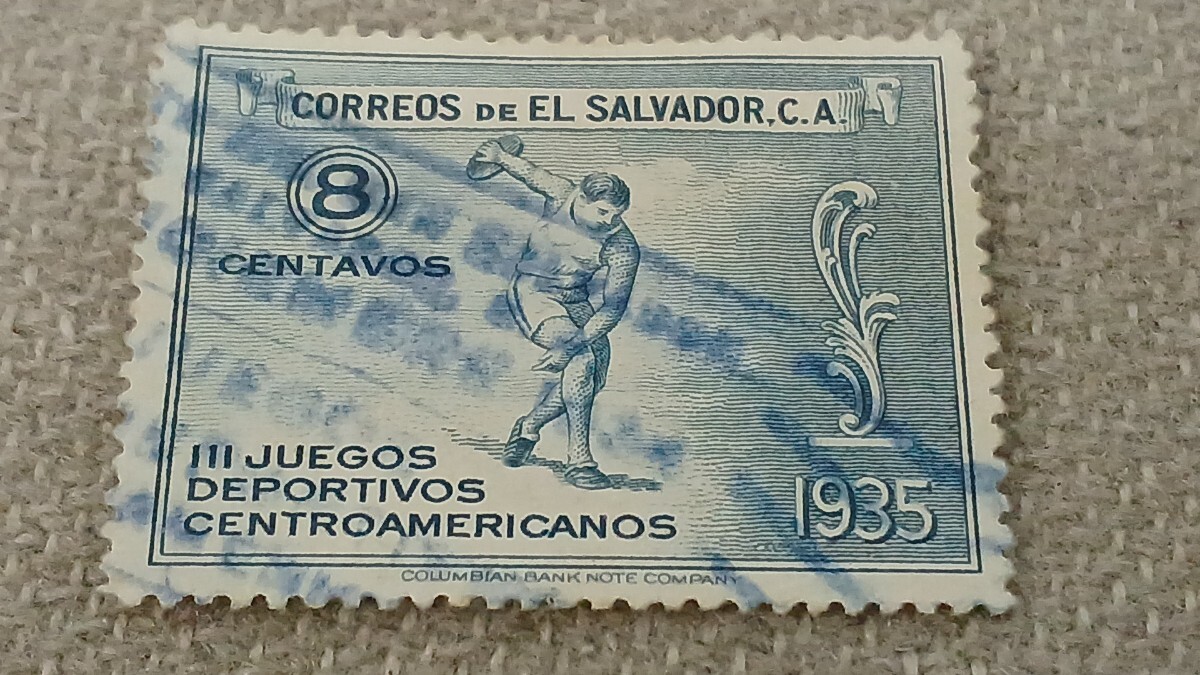 CORREOS DE EL SALVADOR, C.A.
8
CENTAVOS
III JUEGOS
DEPORTIVOS
CENTROAMERICANOS
1935
COLUMBIAN BANK NOTE COMPANY